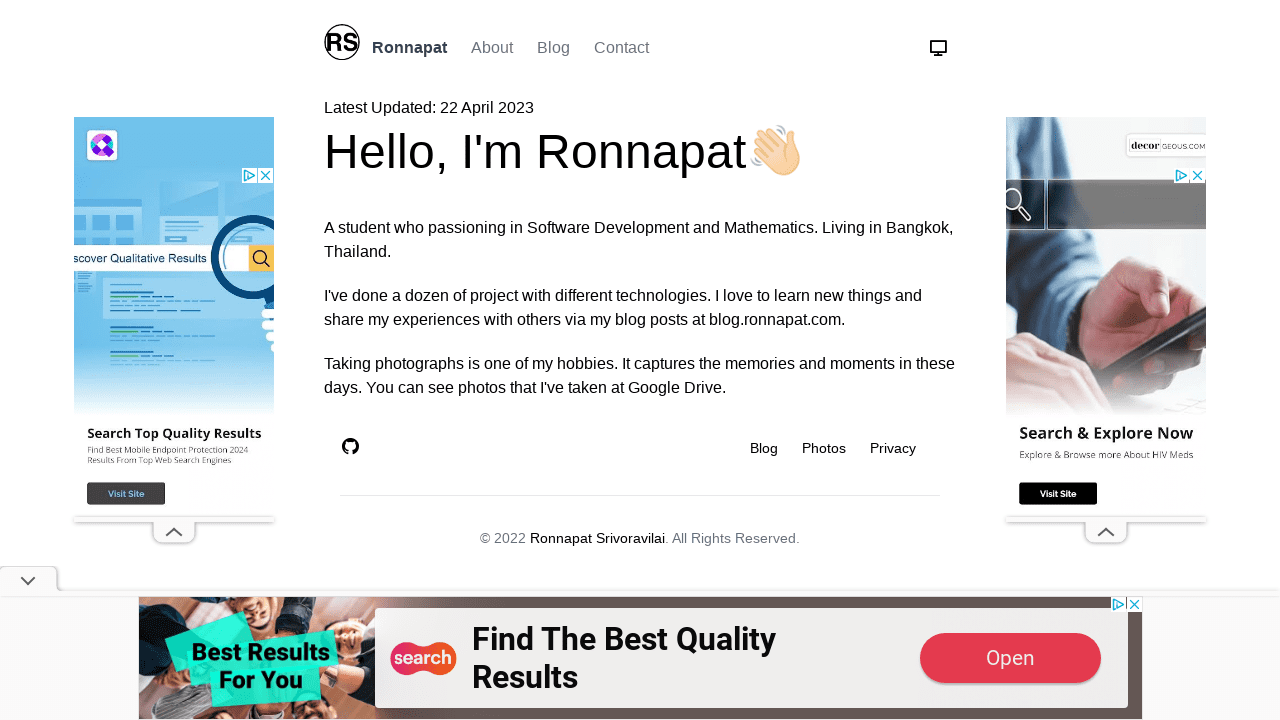 RS
Ronnapat About Blog Contact
Latest Updated: 22 April 2023
Hello, I'm Ronnapat
A student who passioning in Software Development and Mathematics. Living in Bangkok,
Thailand.
I've done a dozen of project with different technologies. I love to learn new things and
share my experiences with others via my blog posts at blog.ronnapat.com.
Taking photographs is one of my hobbies. It captures the memories and moments in these
days. You can see photos that I've taken at Google Drive.
Blog Photos Privacy
© 2022 Ronnapat Srivoravilai. All Rights Reserved.
scover Qualitative Results
Search Top Quality Results
Find Best Mobile Endpoint Protection 2024
Results From Top Web Search Engines
Visit Site
decorGEOUS.COM
Search & Explore Now
Explore & Browse more About HIV Meds
Visit Site
Best Results
For You
search
Find The Best Quality
Results
Open